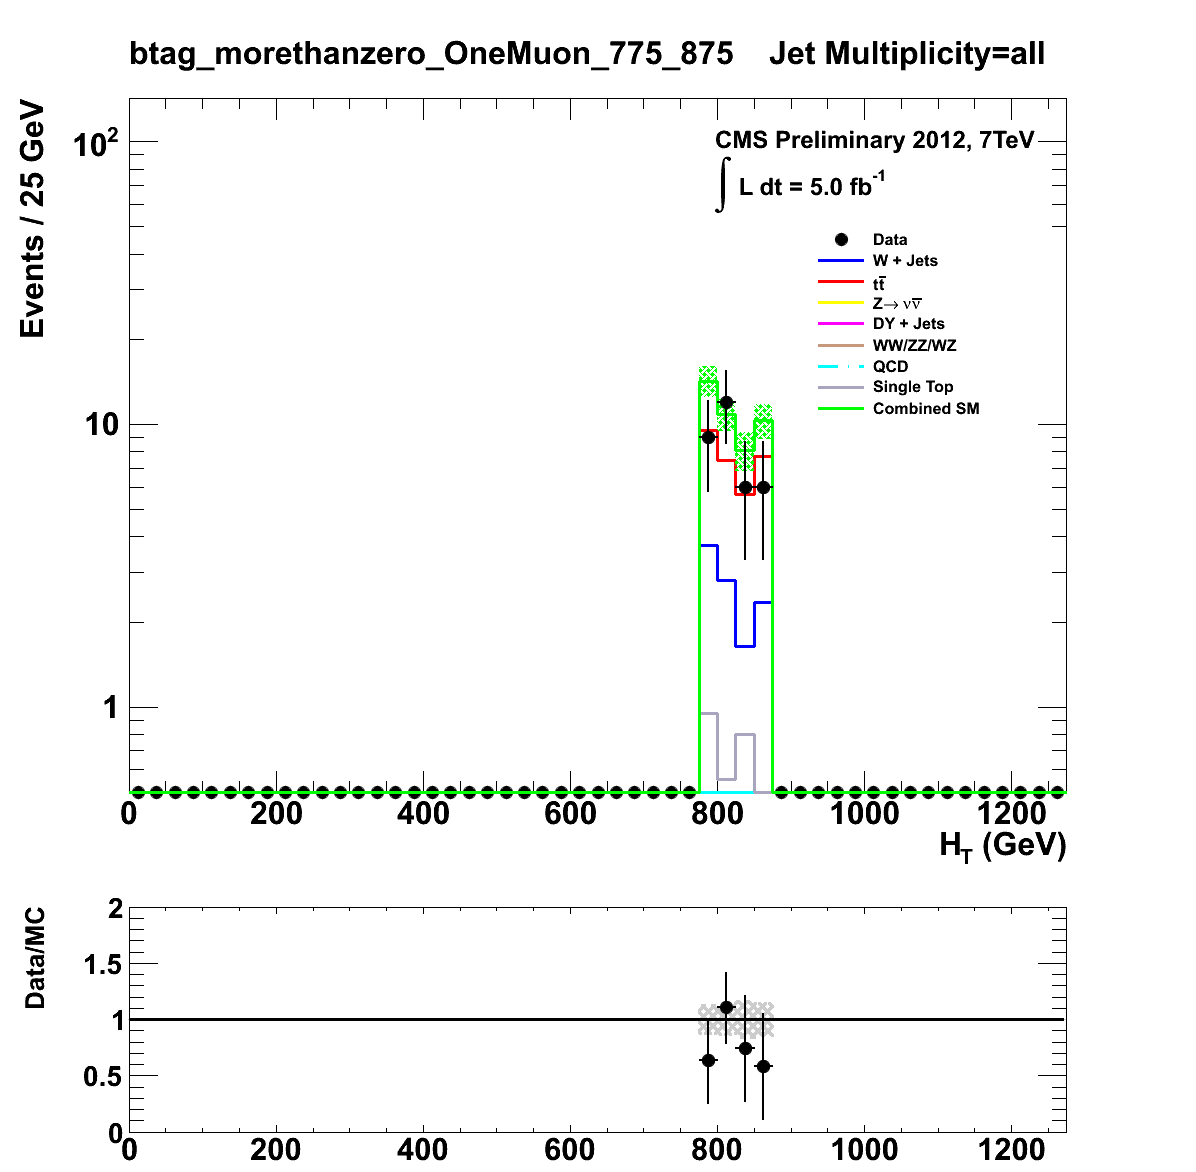 btag_morethanzero_OneMuon_775_875 Jet Multiplicity=all
Events / 25 GeV
10²
10
1
CMS Preliminary 2012, 7TeV
∫ L dt = 5.0 fb⁻¹
Data
W + Jets
tt̅
Z→ νν̅
DY + Jets
WW/ZZ/WZ
QCD
Single Top
Combined SM
0 200 400 600 800 1000 1200
H_T (GeV)
Data/MC
2
1.5
1
0.5
0
0 200 400 600 800 1000 1200